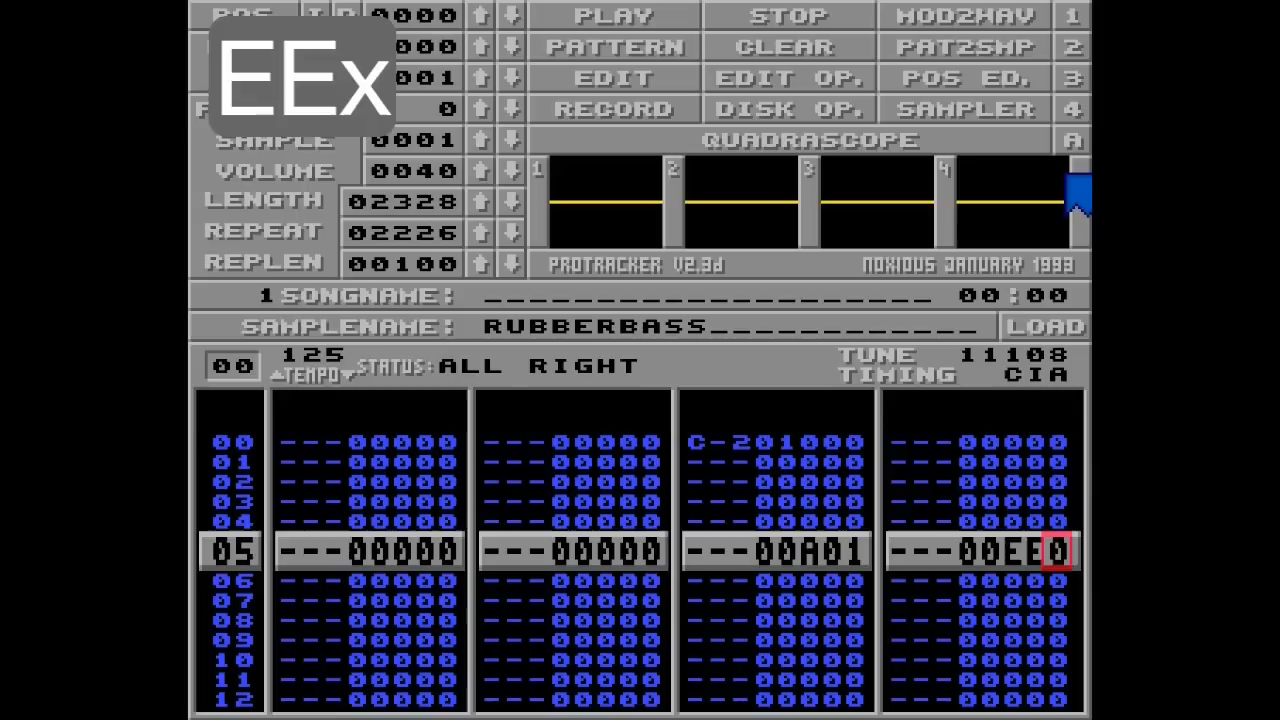 POS I D 0000 PLAY STOP MOD2WAV 1
000 PATTERN CLEAR PAT2SMP 2
EEx
001 EDIT EDIT OP. POS ED. 3
0 RECORD DISK OP. SAMPLER 4
SAMPLE 0001 QUADRASCOPE A
VOLUME 0040 1 2 3 4
LENGTH 02328
REPEAT 02226
REPLEN 00100 PROTRACKER V2.3d NOXIOUS JANUARY 1993
1 SONGNAME: ____________________ 00:00
SAMPLENAME: RUBBERBASS____________ LOAD
00 125 TEMPO STATUS: ALL RIGHT TUNE 11108
TIMING CIA
00 ---00000 ---00000 C-201000 ---00000
01 ---00000 ---00000 ---00000 ---00000
02 ---00000 ---00000 ---00000 ---00000
03 ---00000 ---00000 ---00000 ---00000
04 ---00000 ---00000 ---00000 ---00000
05 ---00000 ---00000 ---00A01 ---00EE0
06 ---00000 ---00000 ---00000 ---00000
07 ---00000 ---00000 ---00000 ---00000
08 ---00000 ---00000 ---00000 ---00000
09 ---00000 ---00000 ---00000 ---00000
10 ---00000 ---00000 ---00000 ---00000
11 ---00000 ---00000 ---00000 ---00000
12 ---00000 ---00000 ---00000 ---00000